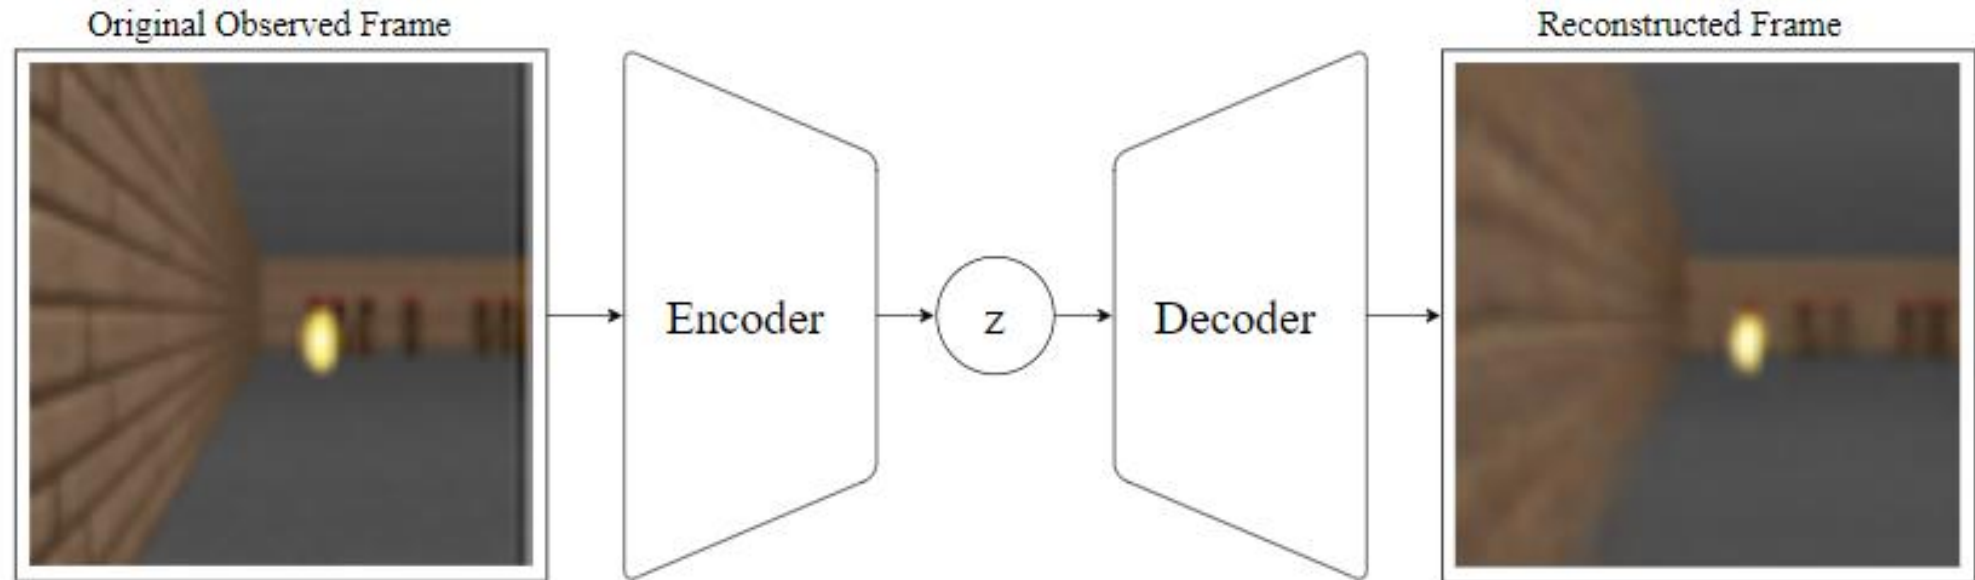 Original Observed Frame
Reconstructed Frame
Encoder
z
Decoder